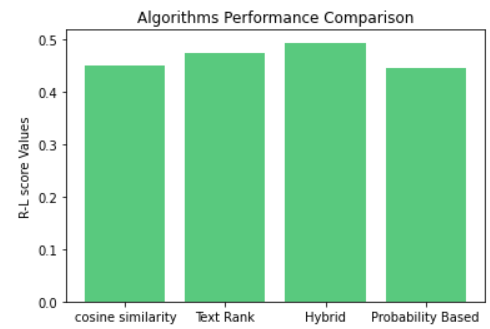 Algorithms Performance Comparison
R-L score Values
0.5
0.4
0.3
0.2
0.1
0.0
cosine similarity Text Rank Hybrid Probability Based